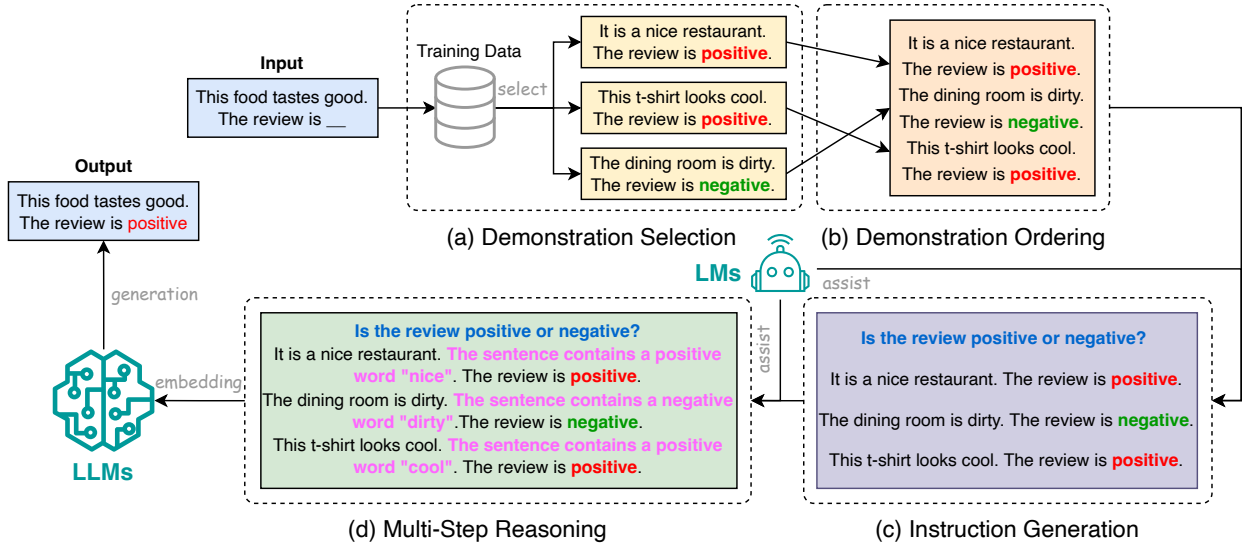 Input
This food tastes good.
The review is __
Output
This food tastes good.
The review is positive
Training Data
select
It is a nice restaurant.
The review is positive.
This t-shirt looks cool.
The review is positive.
The dining room is dirty.
The review is negative.
(a) Demonstration Selection
It is a nice restaurant.
The review is positive.
The dining room is dirty.
The review is negative.
This t-shirt looks cool.
The review is positive.
(b) Demonstration Ordering
LMs
assist
assist
Is the review positive or negative?
It is a nice restaurant. The review is positive.
The dining room is dirty. The review is negative.
This t-shirt looks cool. The review is positive.
(c) Instruction Generation
Is the review positive or negative?
It is a nice restaurant. The sentence contains a positive
word "nice". The review is positive.
The dining room is dirty. The sentence contains a negative
word "dirty".The review is negative.
This t-shirt looks cool. The sentence contains a positive
word "cool". The review is positive.
(d) Multi-Step Reasoning
embedding
generation
LLMs